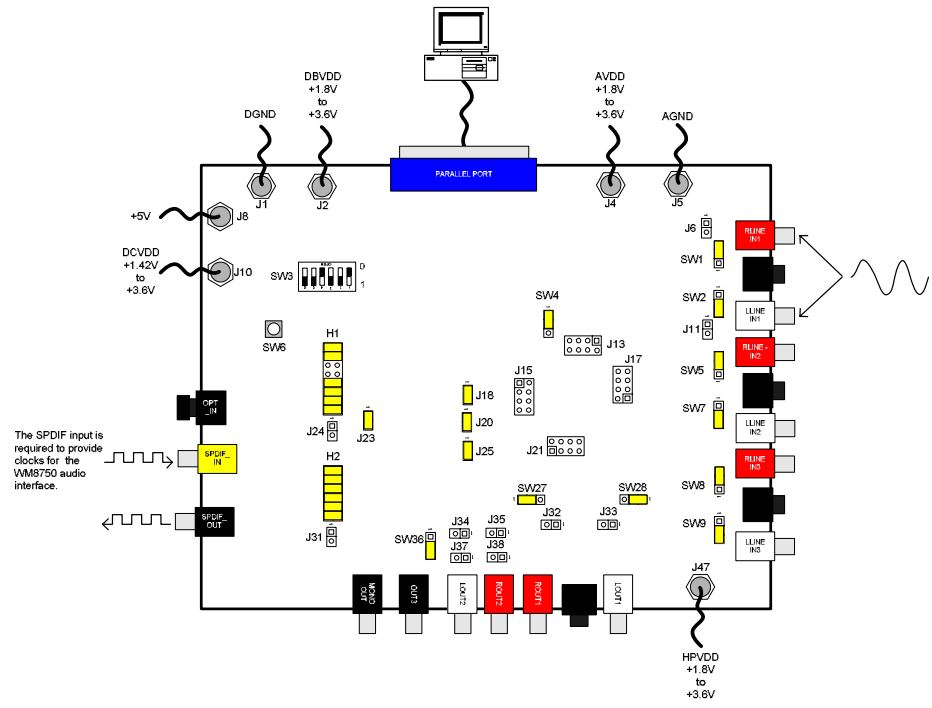 DBVDD
+1.8V
to
+3.6V
AVDD
+1.8V
to
+3.6V
DGND
AGND
PARALLEL PORT
J1
J2
J4
J5
+5V
J8
J6
RLINE
IN1
DCVDD
+1.42V
to
+3.6V
J10
SW3
0
1
SW1
SW2
LLINE
IN1
SW4
J11
SW6
H1
J13
RLINE -
IN2
J15
J17
SW5
J18
SW7
OPT
_IN
J24
J23
J20
LLINE
IN2
The SPDIF input is
required to provide
clocks for the
WM8750 audio
interface.
SPDIF_
IN
H2
J25
J21
RLINE
IN3
SW8
SW27
SW28
SPDIF_
OUT
J31
SW36
J34
J35
J32
J33
SW9
LLINE
IN3
J37
J38
J47
MONO
OUT
OUT3
LOUT2
ROUT2
ROUT1
LOUT1
HPVDD
+1.8V
to
+3.6V